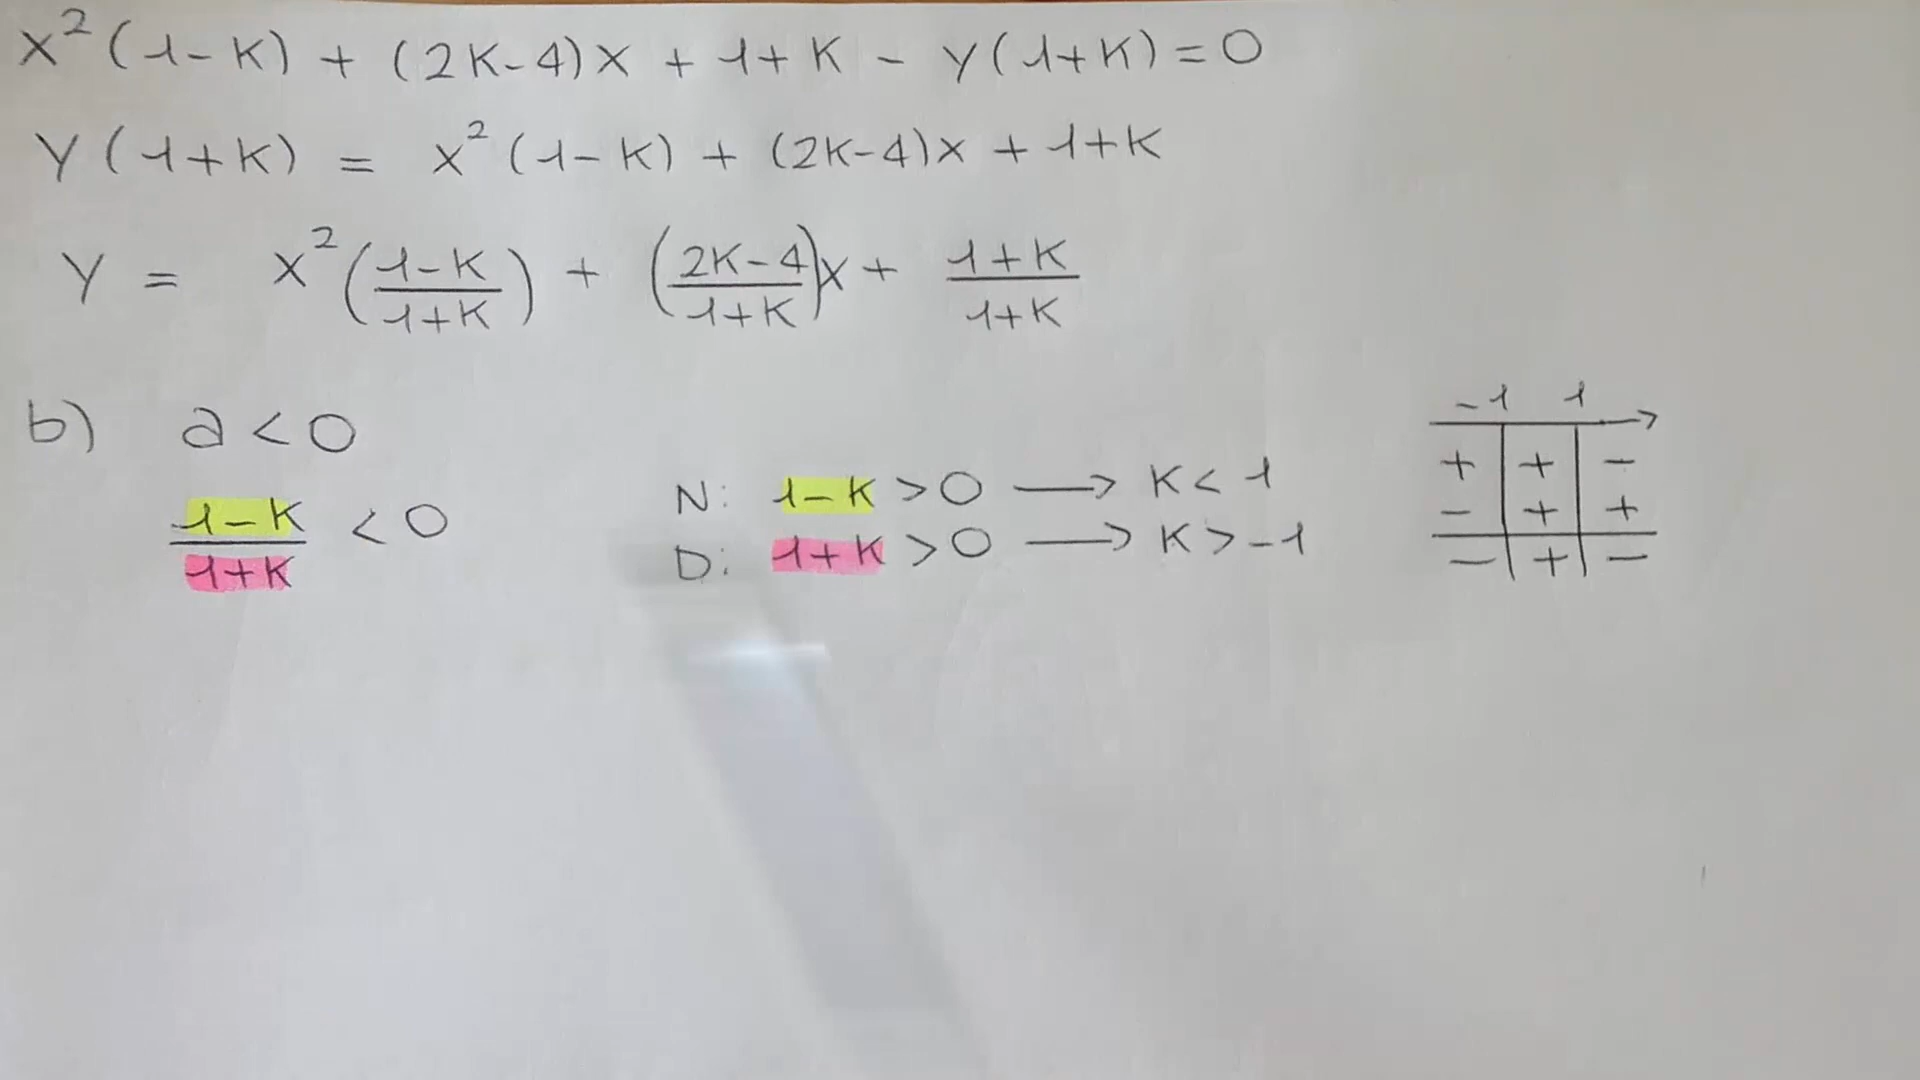 x²(1-K) + (2K-4)x + 1+K - y(1+K) = 0
y(1+K) = x²(1-K) + (2K-4)x + 1+K
y = x²((1-K)/(1+K)) + ((2K-4)/(1+K))x + (1+K)/(1+K)
b) a<0
(1-K)/(1+K) < 0
N: 1-K >0 → K<1
D: 1+K >0 → K>-1
-1 1
+ + -
- + +
- + -